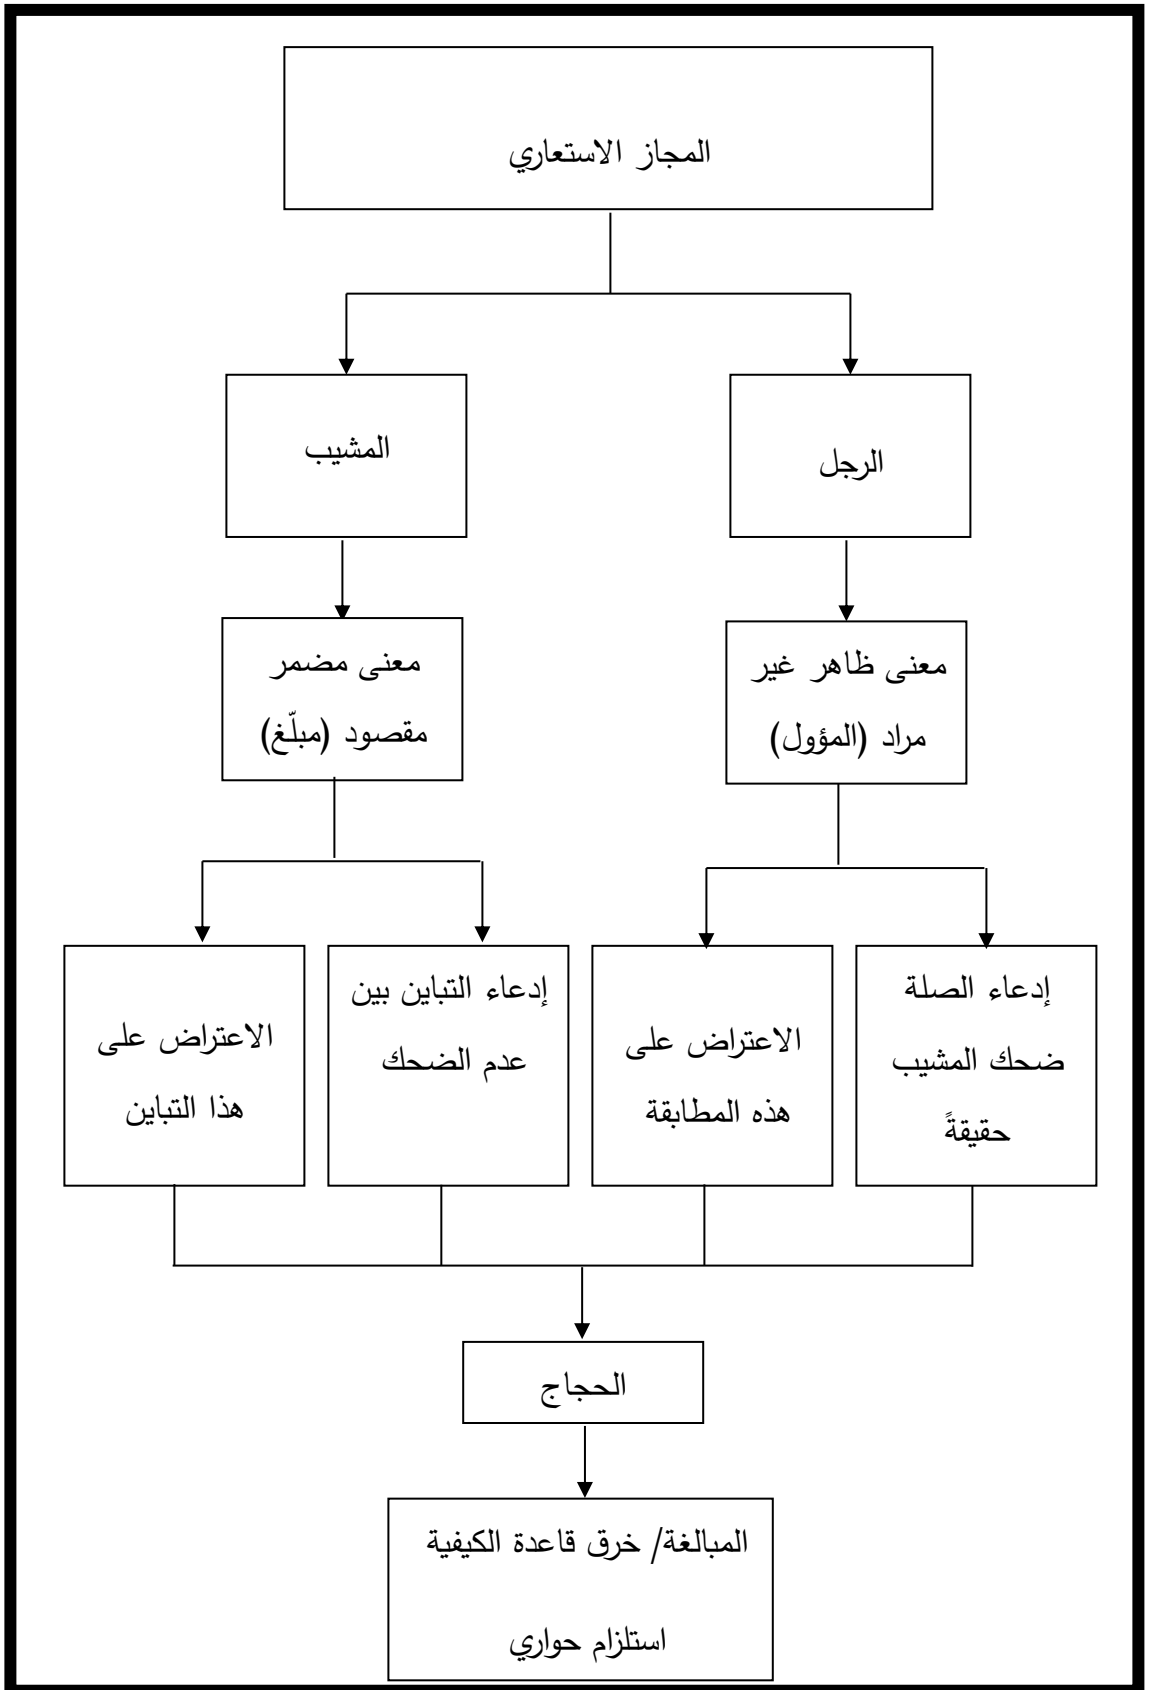 المجاز الاستعاري
الرجل
المشيب
معنى ظاهر غير
مراد (المؤول)
معنى مضمر
مقصود (مبلّغ)
إدعاء الصلة
ضحك المشيب
حقيقةً
الاعتراض على
هذه المطابقة
إدعاء التباين بين
عدم الضحك
الاعتراض على
هذا التباين
الحجاج
المبالغة/ خرق قاعدة الكيفية
استلزام حواري